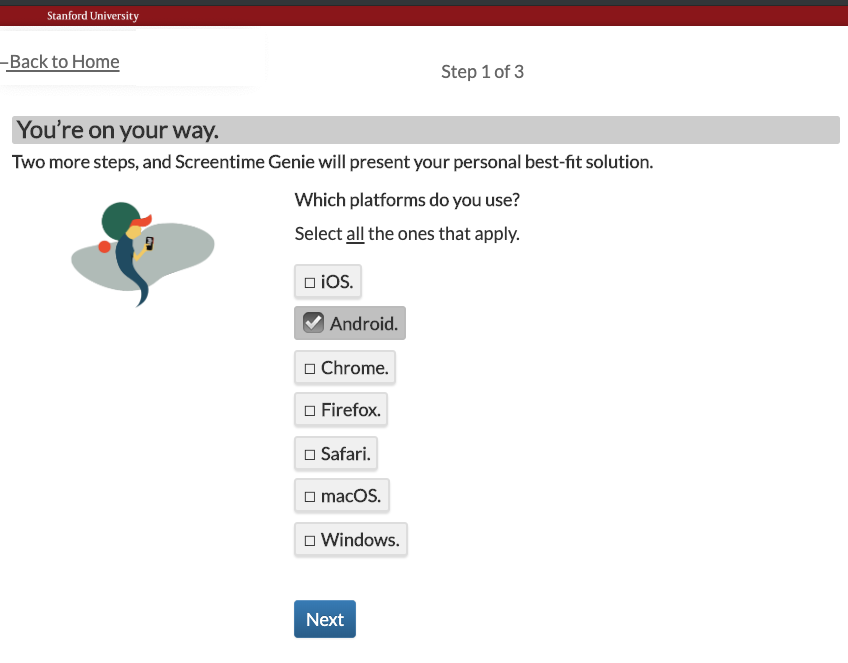 Stanford University
Back to Home
Step 1 of 3
You're on your way.
Two more steps, and Screentime Genie will present your personal best-fit solution.
Which platforms do you use?
Select all the ones that apply.
iOS.
Android.
Chrome.
Firefox.
Safari.
macOS.
Windows.
Next